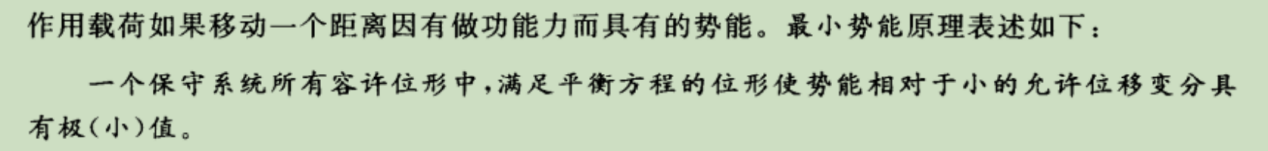 作用载荷如果移动一个距离因有做功能力而具有的势能。最小势能原理表述如下：
一个保守系统所有容许位形中,满足平衡方程的位形使势能相对于小的允许位移变分具
有极(小)值。